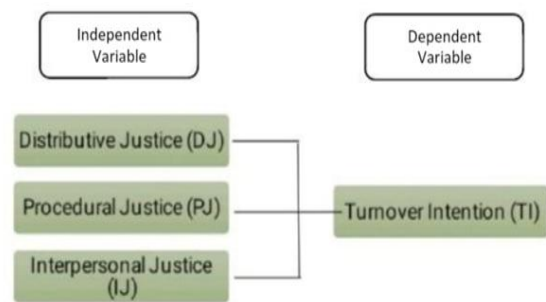 Independent
Variable
Dependent
Variable
Distributive Justice (DJ)
Procedural Justice (PJ)
Turnover Intention (TI)
Interpersonal Justice
(IJ)